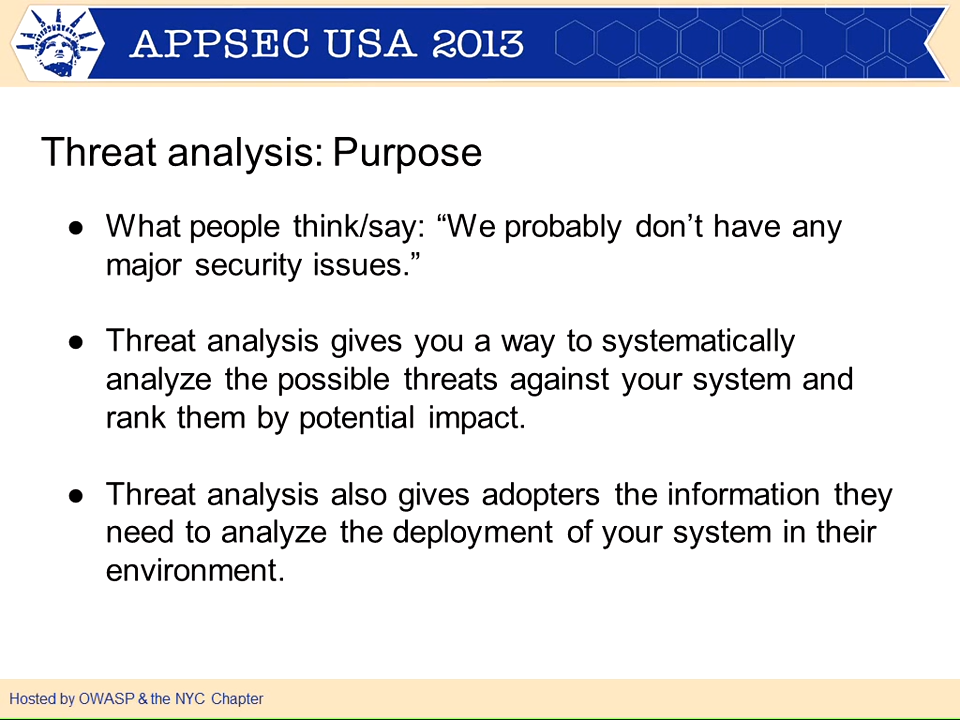 APPSEC USA 2013
Threat analysis: Purpose
● What people think/say: “We probably don’t have any
major security issues.”
● Threat analysis gives you a way to systematically
analyze the possible threats against your system and
rank them by potential impact.
● Threat analysis also gives adopters the information they
need to analyze the deployment of your system in their
environment.
Hosted by OWASP & the NYC Chapter